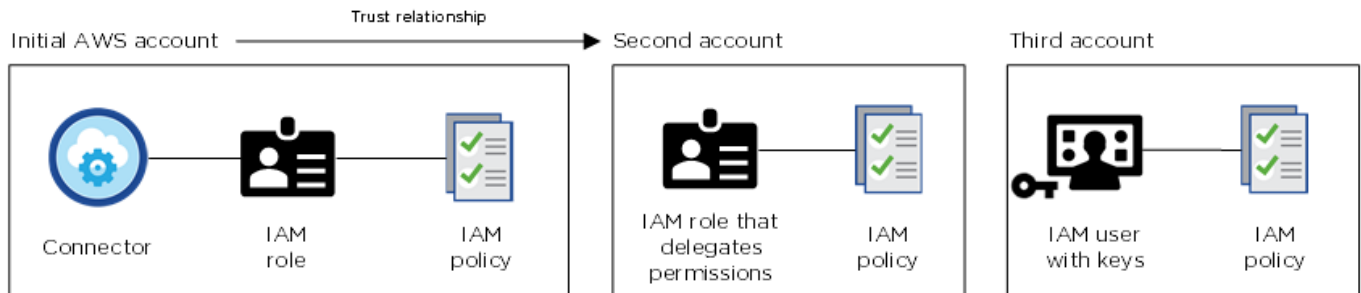 Trust relationship
Initial AWS account
Second account
Third account
Connector
IAM
role
IAM
policy
IAM role that
delegates
permissions
IAM
policy
IAM user
with keys
IAM
policy